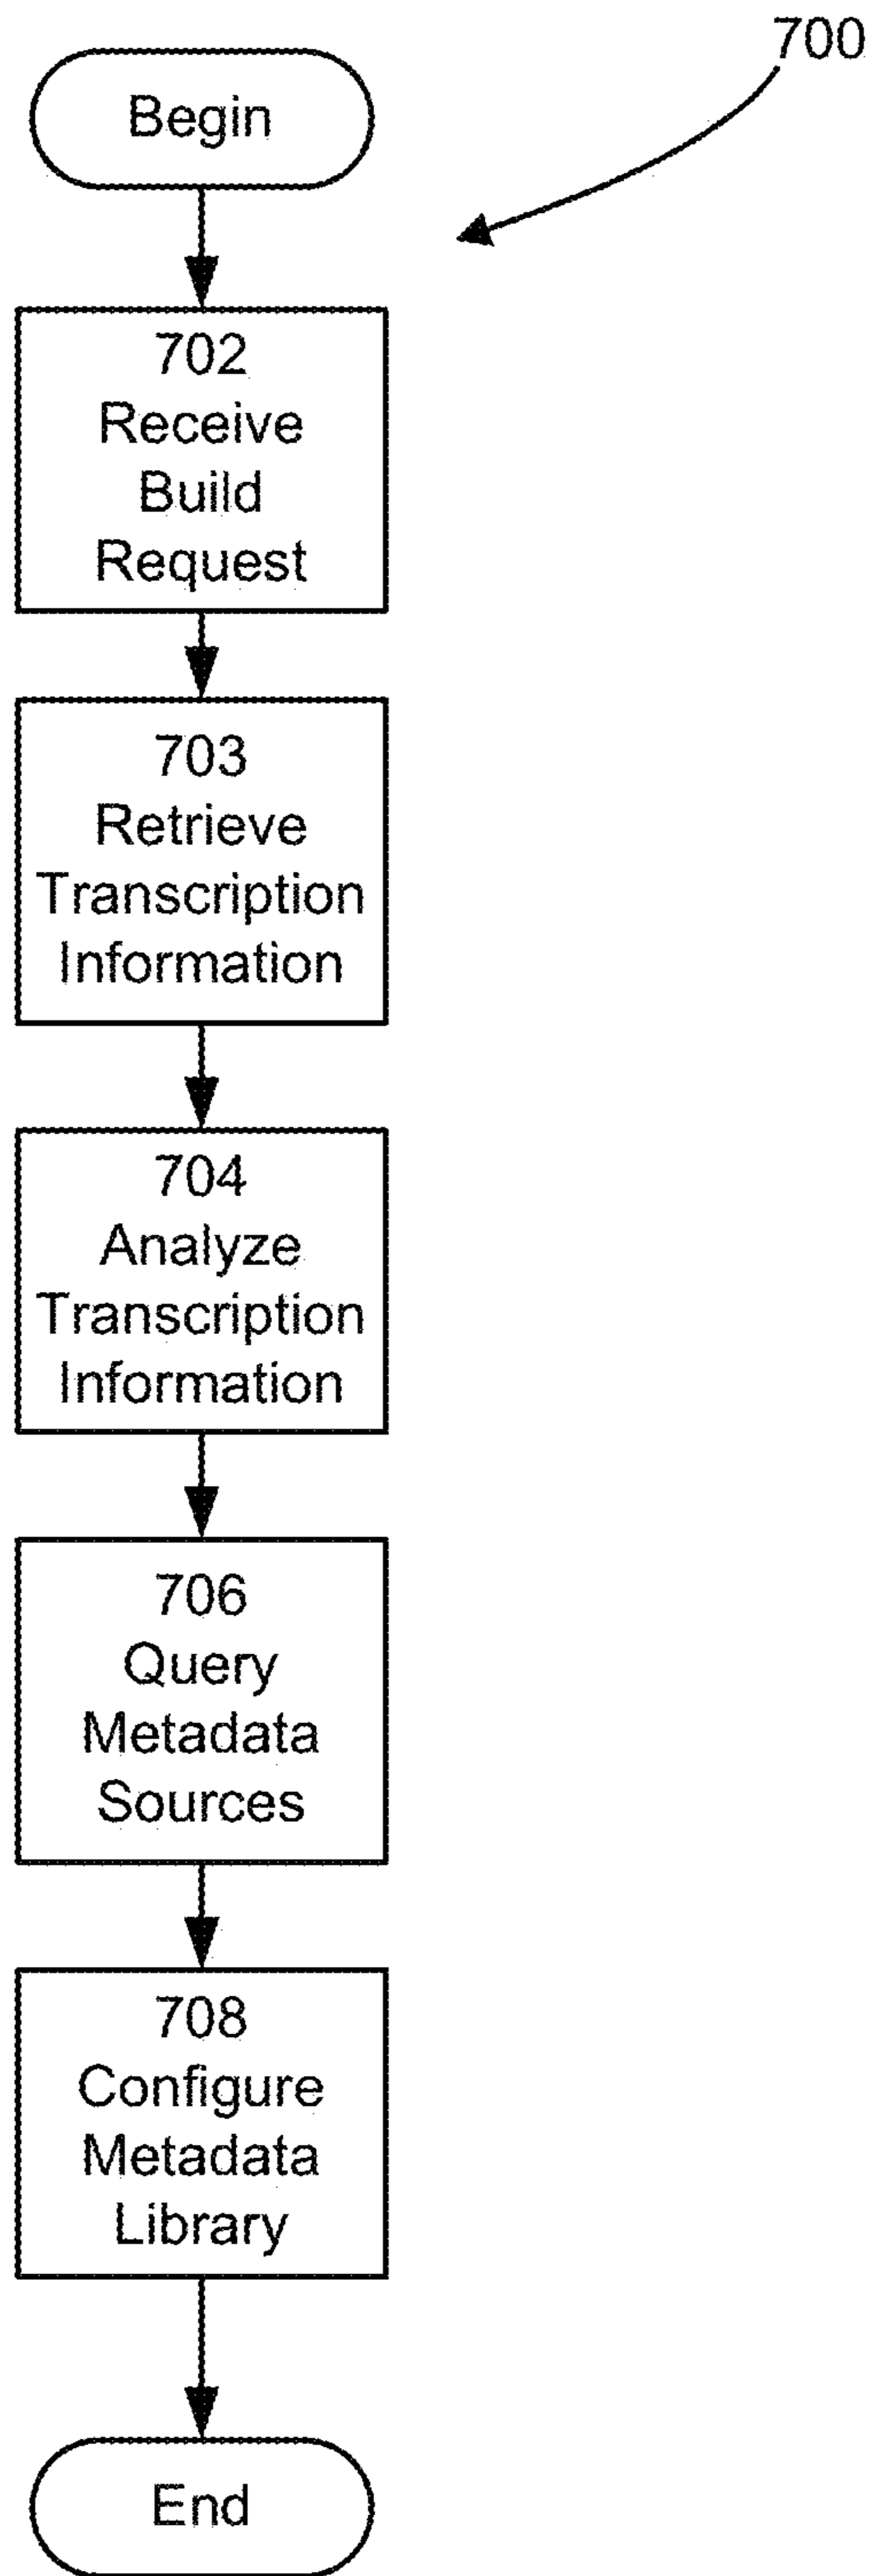 700
Begin
702
Receive
Build
Request
703
Retrieve
Transcription
Information
704
Analyze
Transcription
Information
706
Query
Metadata
Sources
708
Configure
Metadata
Library
End